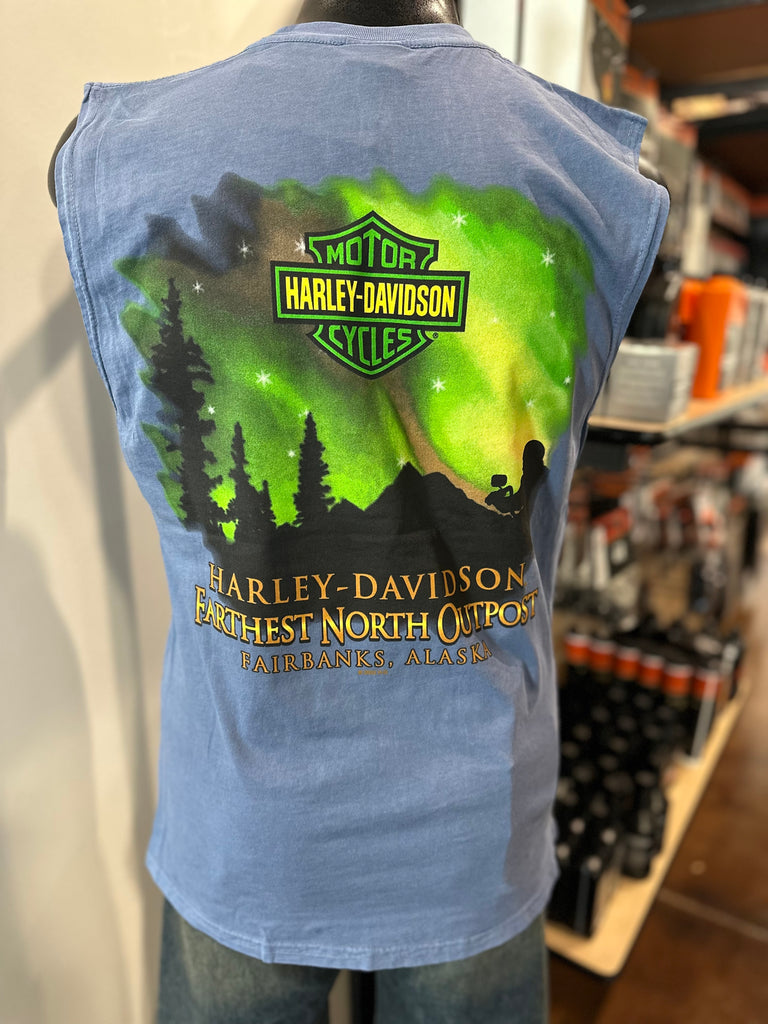 MOTOR
HARLEY-DAVIDSON
CYCLES
®
HARLEY-DAVIDSON
FARTHEST NORTH OUTPOST
FAIRBANKS, ALASKA